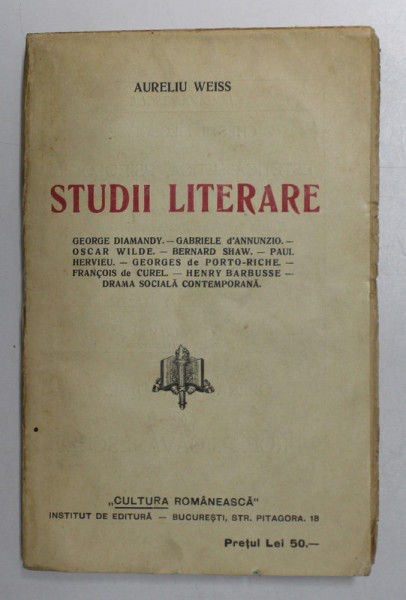 AURELIU WEISS
STUDII LITERARE
GEORGE DIAMANDY. — GABRIELE d'ANNUNZIO. —
OSCAR WILDE. — BERNARD SHAW. — PAUL
HERVIEU. — GEORGES de PORTO-RICHE. —
FRANÇOIS de CUREL. — HENRY BARBUSSE —
DRAMA SOCIALĂ CONTEMPORANĂ.
„CULTURA ROMÂNEASCĂ"
INSTITUT DE EDITURĂ — BUCUREȘTI, STR. PITAGORA. 18
Prețul Lei 50.—